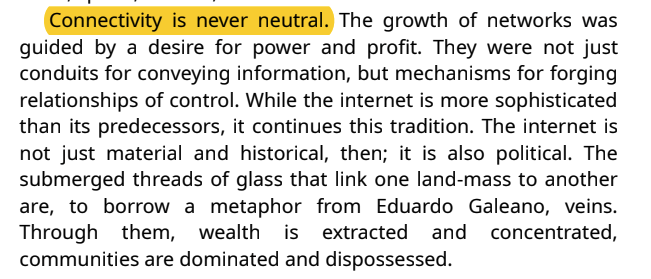 Connectivity is never neutral. The growth of networks was
guided by a desire for power and profit. They were not just
conduits for conveying information, but mechanisms for forging
relationships of control. While the internet is more sophisticated
than its predecessors, it continues this tradition. The internet is
not just material and historical, then; it is also political. The
submerged threads of glass that link one land-mass to another
are, to borrow a metaphor from Eduardo Galeano, veins.
Through them, wealth is extracted and concentrated,
communities are dominated and dispossessed.